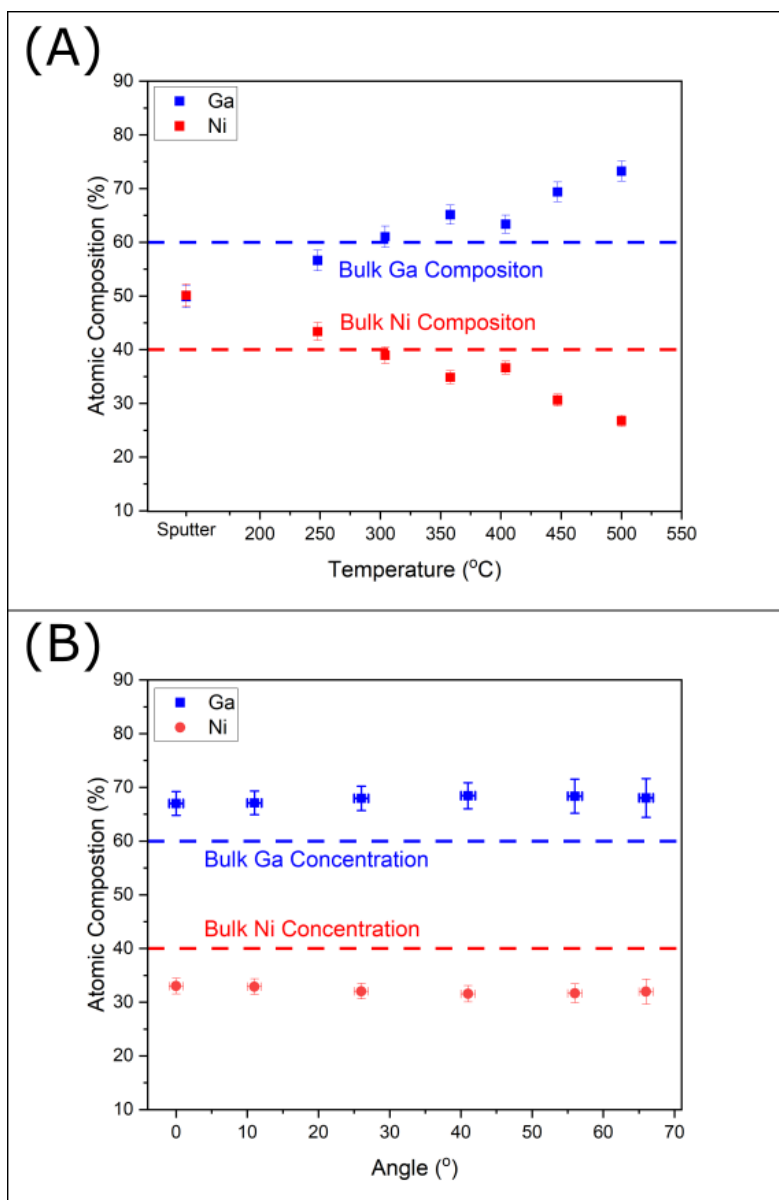 (A)
90
80
70
60
50
40
30
20
10
Atomic Composition (%)
Ga
Ni
Bulk Ga Compositon
Bulk Ni Compositon
Sputter 200 250 300 350 400 450 500 550
Temperature (°C)
(B)
90
80
70
60
50
40
30
20
10
Atomic Compostion (%)
Ga
Ni
Bulk Ga Concentration
Bulk Ni Concentration
0 10 20 30 40 50 60 70
Angle (°)